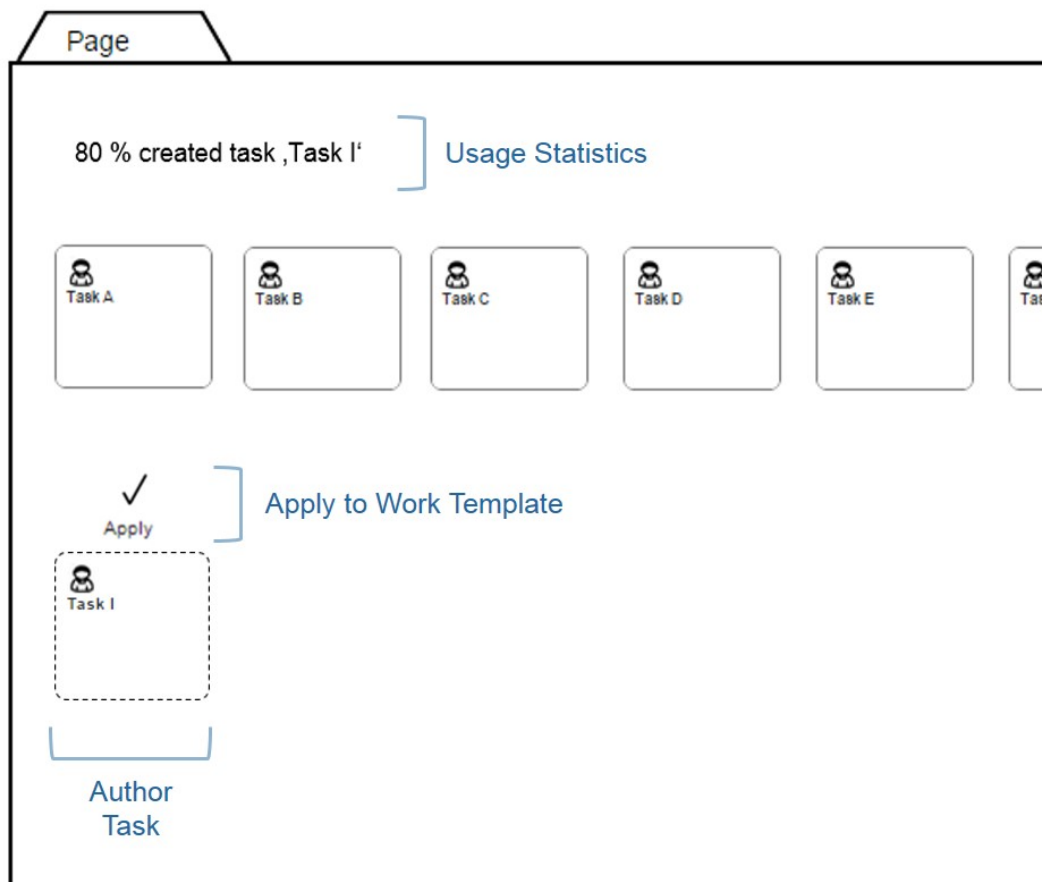 Page
80 % created task ‚Task I‘
Usage Statistics
Task A
Task B
Task C
Task D
Task E
Apply
Apply to Work Template
Task I
Author
Task